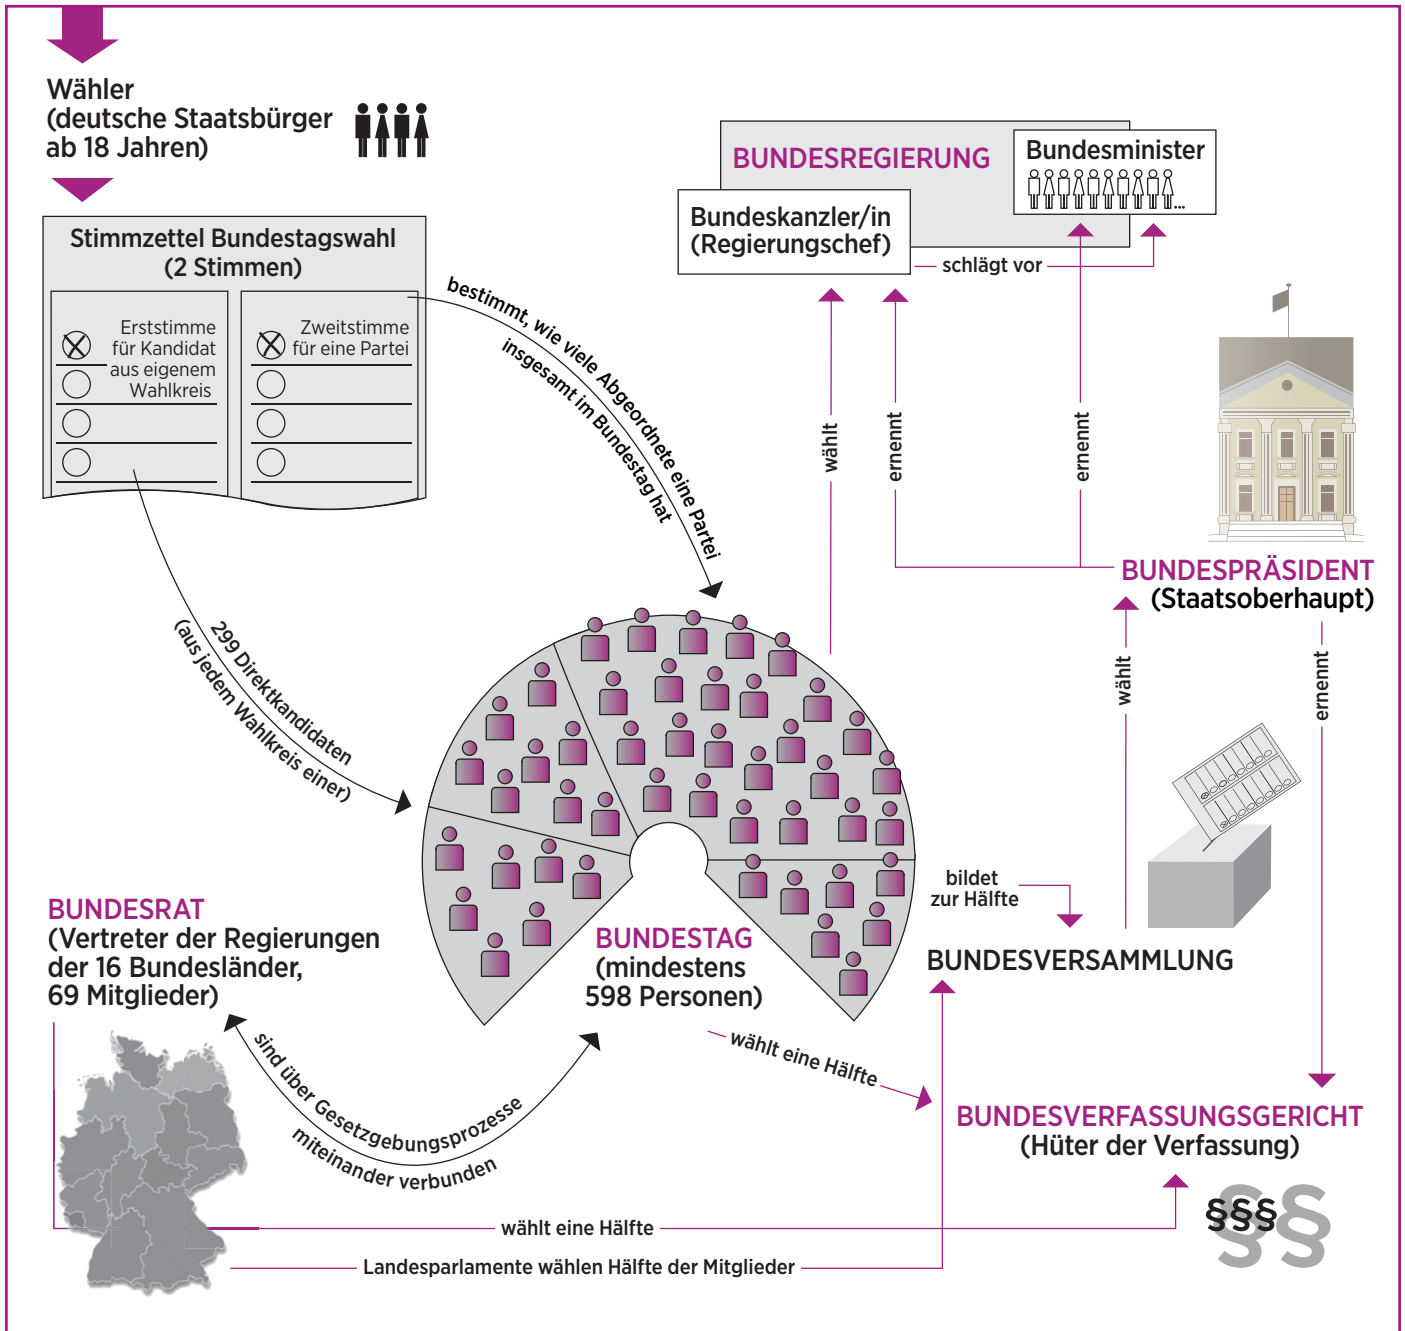 Wähler
(deutsche Staatsbürger
ab 18 Jahren)
Stimmzettel Bundestagswahl
(2 Stimmen)
Erststimme
für Kandidat
aus eigenem
Wahlkreis
Zweitstimme
für eine Partei
bestimmt, wie viele Abgeordnete eine Partei
insgesamt im Bundestag hat
299 Direktkandidaten
(aus jedem Wahlkreis einer)
BUNDESREGIERUNG
Bundesminister
...
Bundeskanzler/in
(Regierungschef)
schlägt vor
wählt
ernennt
ernennt
BUNDESPRÄSIDENT
(Staatsoberhaupt)
wählt
ernennt
bildet
zur Hälfte
BUNDESVERSAMMLUNG
BUNDESRAT
(Vertreter der Regierungen
der 16 Bundesländer,
69 Mitglieder)
BUNDESTAG
(mindestens
598 Personen)
sind über Gesetzgebungsprozesse
miteinander verbunden
wählt eine Hälfte
BUNDESVERFASSUNGSGERICHT
(Hüter der Verfassung)
§§§§§
wählt eine Hälfte
Landesparlamente wählen Hälfte der Mitglieder